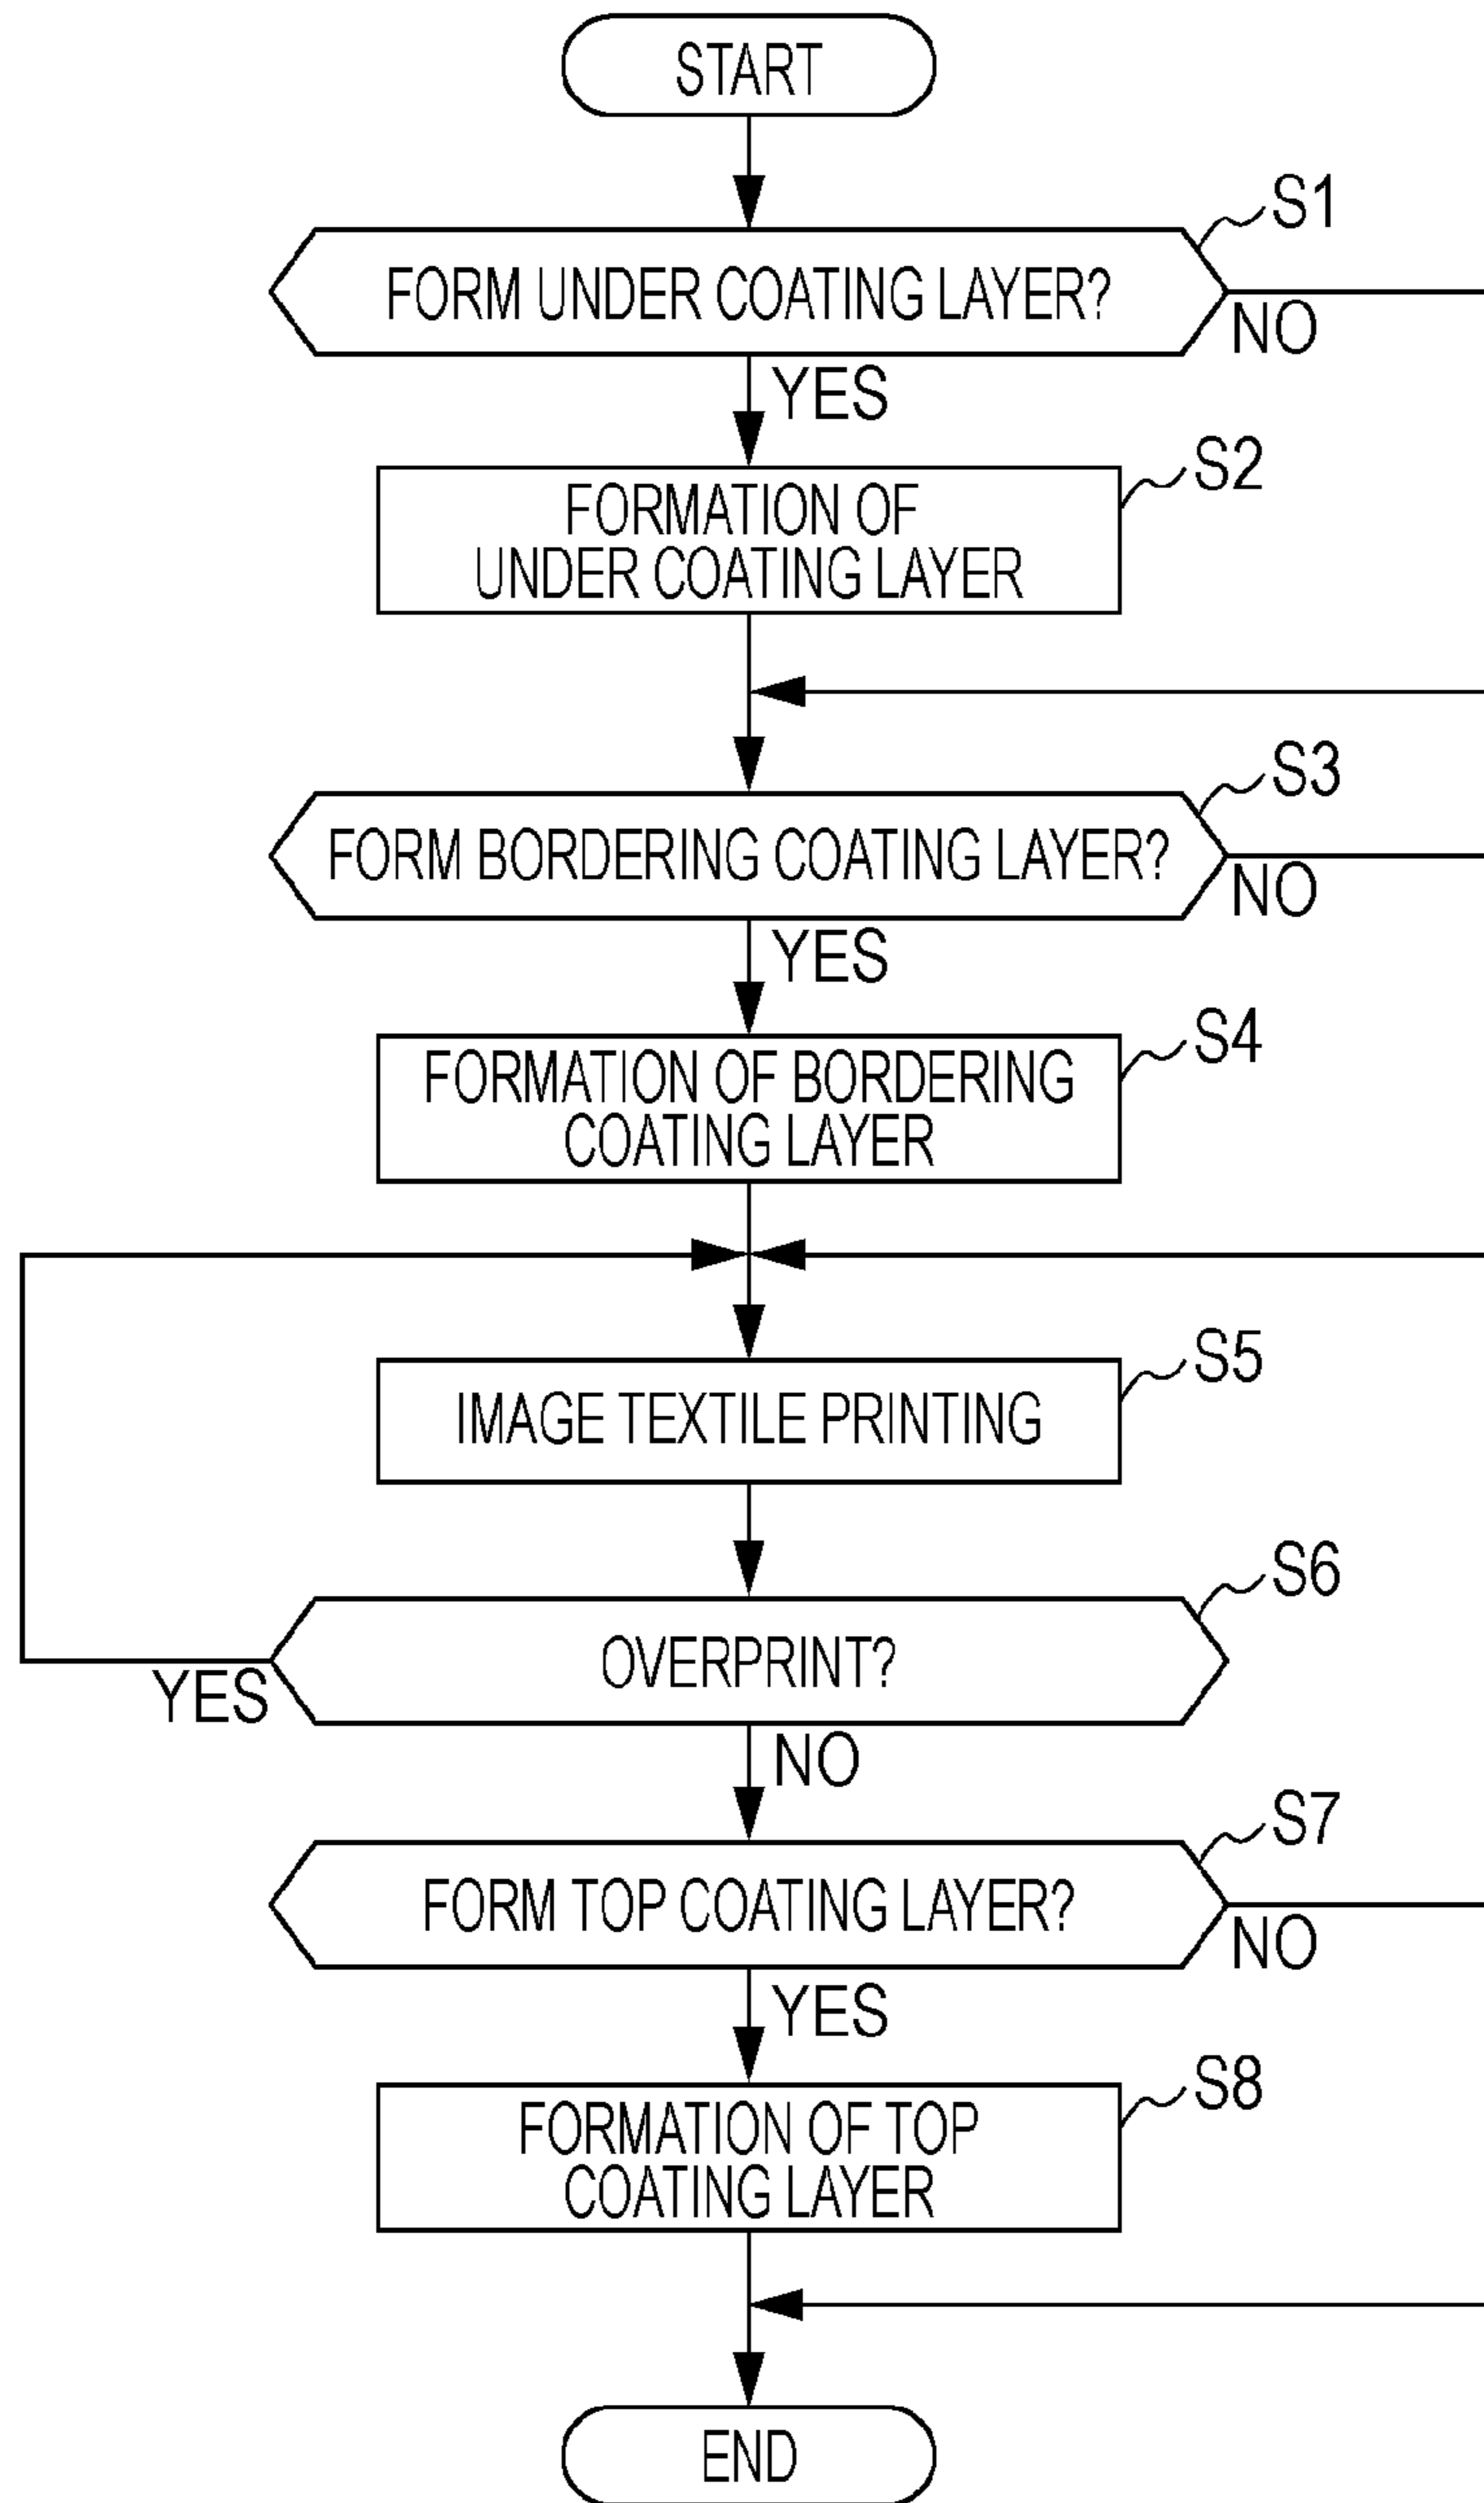 START
S1
FORM UNDER COATING LAYER?
NO
YES
S2
FORMATION OF
UNDER COATING LAYER
S3
FORM BORDERING COATING LAYER?
NO
YES
S4
FORMATION OF BORDERING
COATING LAYER
S5
IMAGE TEXTILE PRINTING
S6
OVERPRINT?
YES
NO
S7
FORM TOP COATING LAYER?
NO
YES
S8
FORMATION OF TOP
COATING LAYER
END